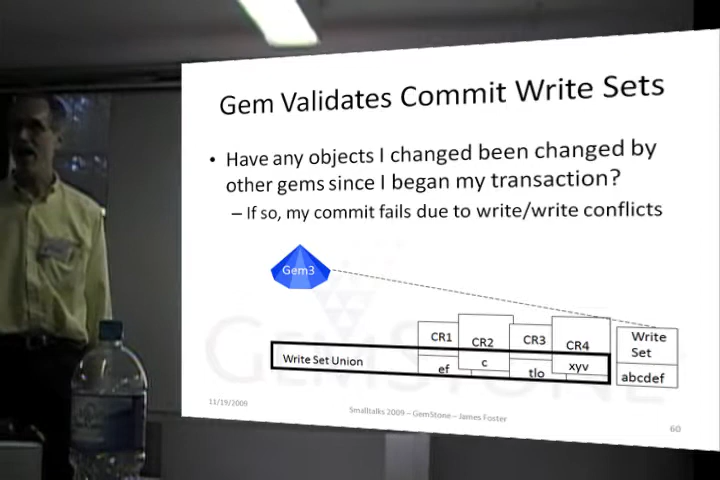 Gem Validates Commit Write Sets
• Have any objects I changed been changed by
other gems since I began my transaction?
– If so, my commit fails due to write/write conflicts
Gem3
CR1 CR2 CR3 CR4 Write
Set
Write Set Union ef c tlo xyv abcdef
GEMSTONE
11/19/2009 Smalltalks 2009 – GemStone – James Foster 60